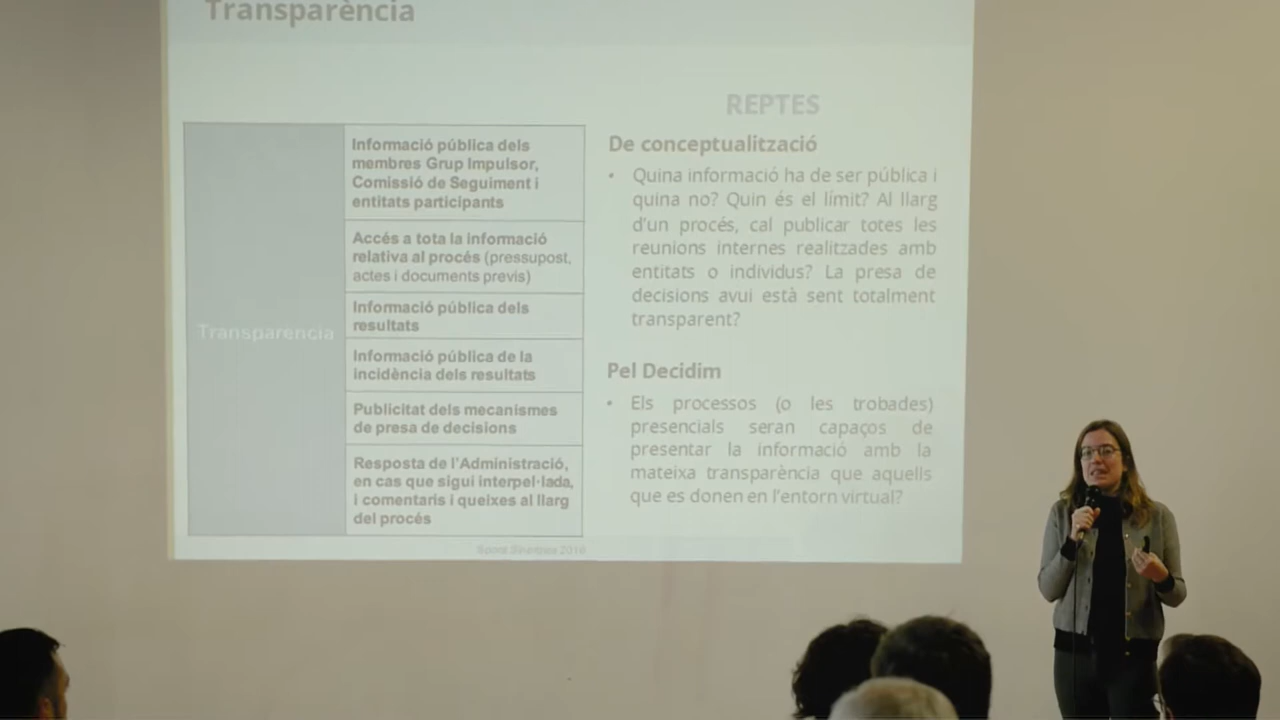 Transparència
Transparencia
Informació pública dels
membres Grup Impulsor,
Comissió de Seguiment i
entitats participants
Accés a tota la informació
relativa al procés (pressupost,
actes i documents previs)
Informació pública dels
resultats
Informació pública de la
incidència dels resultats
Publicitat dels mecanismes
de presa de decisions
Resposta de l'Administració,
en cas que sigui interpel·lada,
i comentaris i queixes al llarg
del procés
REPTES
De conceptualització
• Quina informació ha de ser pública i
quina no? Quin és el límit? Al llarg
d'un procés, cal publicar totes les
reunions internes realitzades amb
entitats o individus? La presa de
decisions avui està sent totalment
transparent?
Pel Decidim
• Els processos (o les trobades)
presencials seran capaços de
presentar la informació amb la
mateixa transparència que aquells
que es donen en l'entorn virtual?